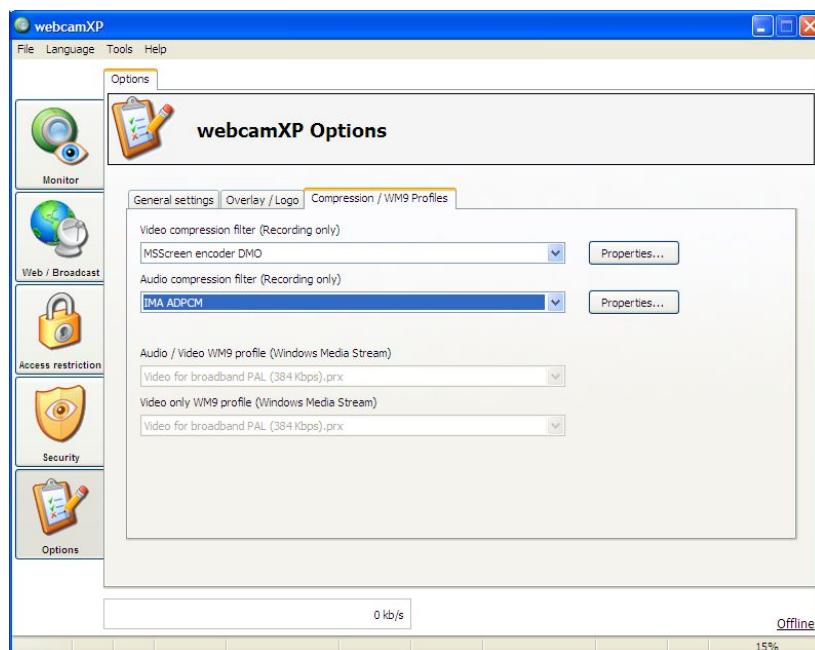 webcamXP
File Language Tools Help
Options
webcamXP Options
Monitor
General settings Overlay / Logo Compression / WM9 Profiles
Video compression filter (Recording only)
MSScreen encoder DMO Properties...
Web / Broadcast
Audio compression filter (Recording only)
IMA ADPCM Properties...
Access restriction
Audio / Video WM9 profile (Windows Media Stream)
Video for broadband PAL (384 Kbps).prx
Video only WM9 profile (Windows Media Stream)
Video for broadband PAL (384 Kbps).prx
Security
Options
0 kb/s
Offline
15%